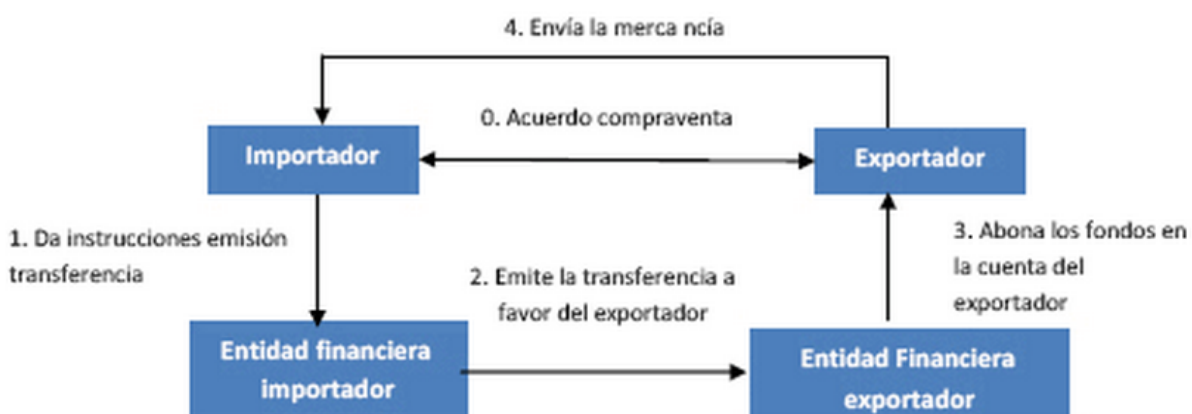 4. Envía la merca ncía
0. Acuerdo compraventa
Importador
Exportador
1. Da instrucciones emisión
transferencia
2. Emite la transferencia a
favor del exportador
3. Abona los fondos en
la cuenta del
exportador
Entidad financiera
importador
Entidad Financiera
exportador